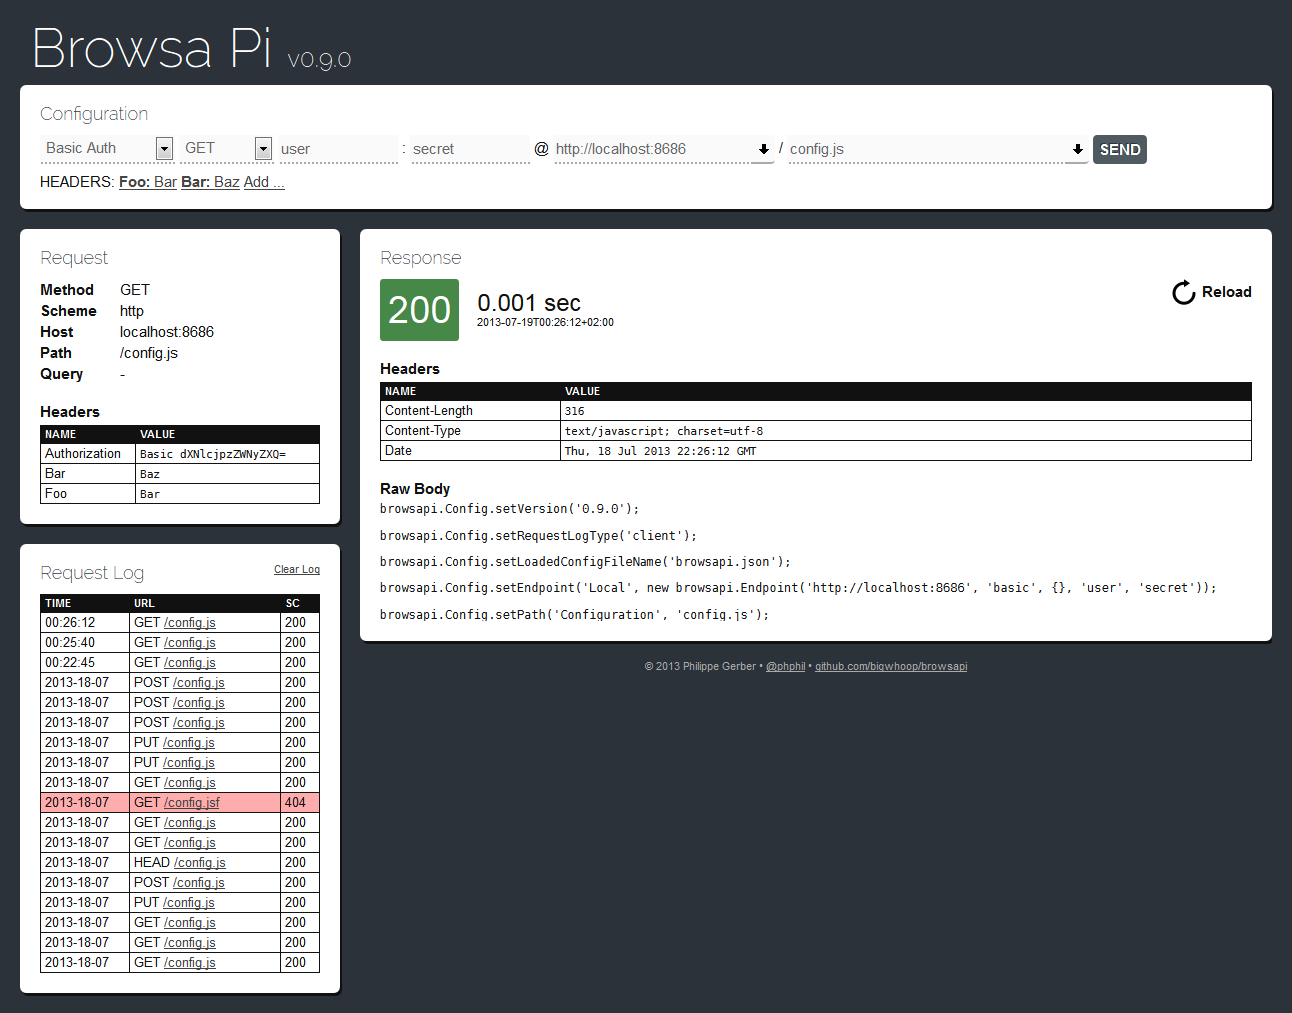 Browsa Pi v0.9.0
Configuration
Basic Auth GET user : secret @ http://localhost:8686 / config.js SEND
HEADERS: Foo: Bar Bar: Baz Add ...
Request
Method GET
Scheme http
Host localhost:8686
Path /config.js
Query -
Headers
NAME VALUE
Authorization Basic dXNlcjpzZWNyZXQ=
Bar Baz
Foo Bar
Request Log Clear Log
TIME URL SC
00:26:12 GET /config.js 200
00:25:40 GET /config.js 200
00:22:45 GET /config.js 200
2013-18-07 POST /config.js 200
2013-18-07 POST /config.js 200
2013-18-07 POST /config.js 200
2013-18-07 PUT /config.js 200
2013-18-07 PUT /config.js 200
2013-18-07 GET /config.js 200
2013-18-07 GET /config.jsf 404
2013-18-07 GET /config.js 200
2013-18-07 GET /config.js 200
2013-18-07 HEAD /config.js 200
2013-18-07 POST /config.js 200
2013-18-07 PUT /config.js 200
2013-18-07 GET /config.js 200
2013-18-07 GET /config.js 200
2013-18-07 GET /config.js 200
Response
200 0.001 sec Reload
2013-07-19T00:26:12+02:00
Headers
NAME VALUE
Content-Length 316
Content-Type text/javascript; charset=utf-8
Date Thu, 18 Jul 2013 22:26:12 GMT
Raw Body
browsapi.Config.setVersion('0.9.0');
browsapi.Config.setRequestLogType('client');
browsapi.Config.setLoadedConfigFileName('browsapi.json');
browsapi.Config.setEndpoint('Local', new browsapi.Endpoint('http://localhost:8686', 'basic', {}, 'user', 'secret'));
browsapi.Config.setPath('Configuration', 'config.js');
© 2013 Philippe Gerber • @phphil • github.com/bigwhoop/browsapi